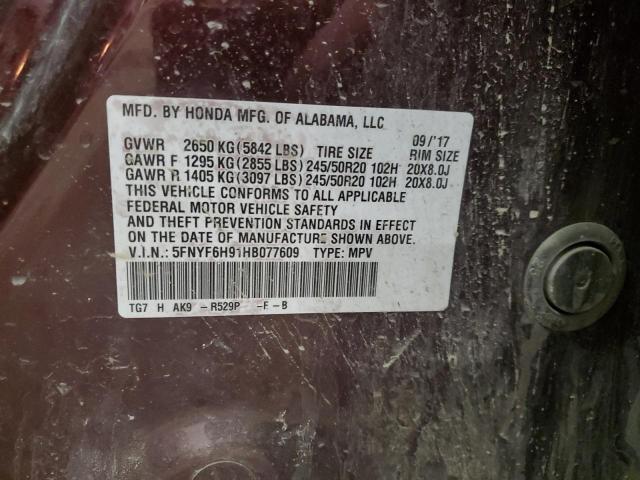 MFD. BY HONDA MFG. OF ALABAMA, LLC
GVWR 2650 KG (5842 LBS) TIRE SIZE 09/'17 RIM SIZE
GAWR F 1295 KG (2855 LBS) 245/50R20 102H 20X8.0J
GAWR R 1405 KG (3097 LBS) 245/50R20 102H 20X8.0J
THIS VEHICLE CONFORMS TO ALL APPLICABLE
FEDERAL MOTOR VEHICLE SAFETY
AND THEFT PREVENTION STANDARDS IN EFFECT
ON THE DATE OF MANUFACTURE SHOWN ABOVE.
V.I.N.: 5FNYF6H91HB077609 TYPE: MPV
TG7 H AK9 -R529P -F-B